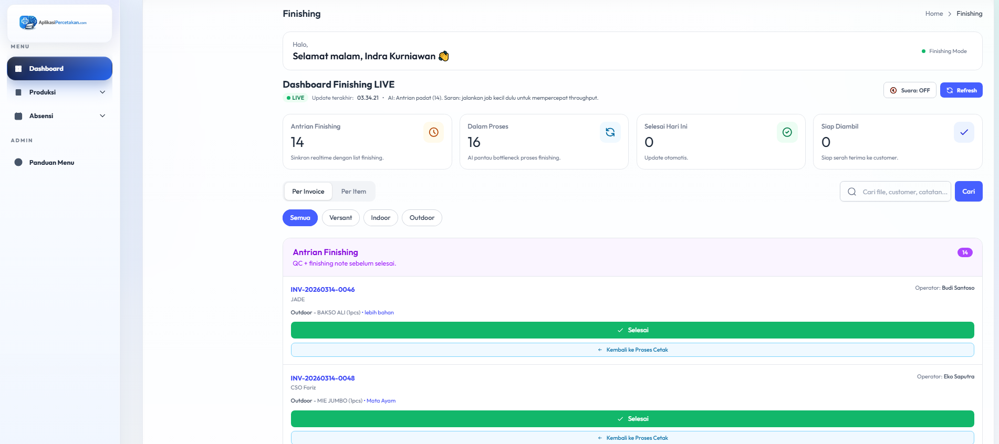 AplikasiPercetakan.com
MENU
Dashboard
Produksi
Absensi
ADMIN
Panduan Menu
Finishing
Home > Finishing
Halo,
Selamat malam, Indra Kurniawan 👋
Finishing Mode
Dashboard Finishing LIVE
LIVE Update terakhir: 03.34.21 • AI: Antrian padat (14). Saran: jalankan job kecil dulu untuk mempercepat throughput.
Suara: OFF
Refresh
Antrian Finishing
14
Sinkron realtime dengan list finishing.
Dalam Proses
16
AI pantau bottleneck proses finishing.
Selesai Hari Ini
0
Update otomatis.
Siap Diambil
0
Siap serah terima ke customer.
Per Invoice
Per Item
Cari file, customer, catatan...
Cari
Semua
Versant
Indoor
Outdoor
Antrian Finishing
14
QC + finishing note sebelum selesai.
INV-20260314-0046
Operator: Budi Santoso
JADE
Outdoor - BAKSO ALI (1pcs) • lebih bahan
✓ Selesai
← Kembali ke Proses Cetak
INV-20260314-0048
Operator: Eko Saputra
CSO Fariz
Outdoor - MIE JUMBO (1pcs) • Mata Ayam
✓ Selesai
← Kembali ke Proses Cetak